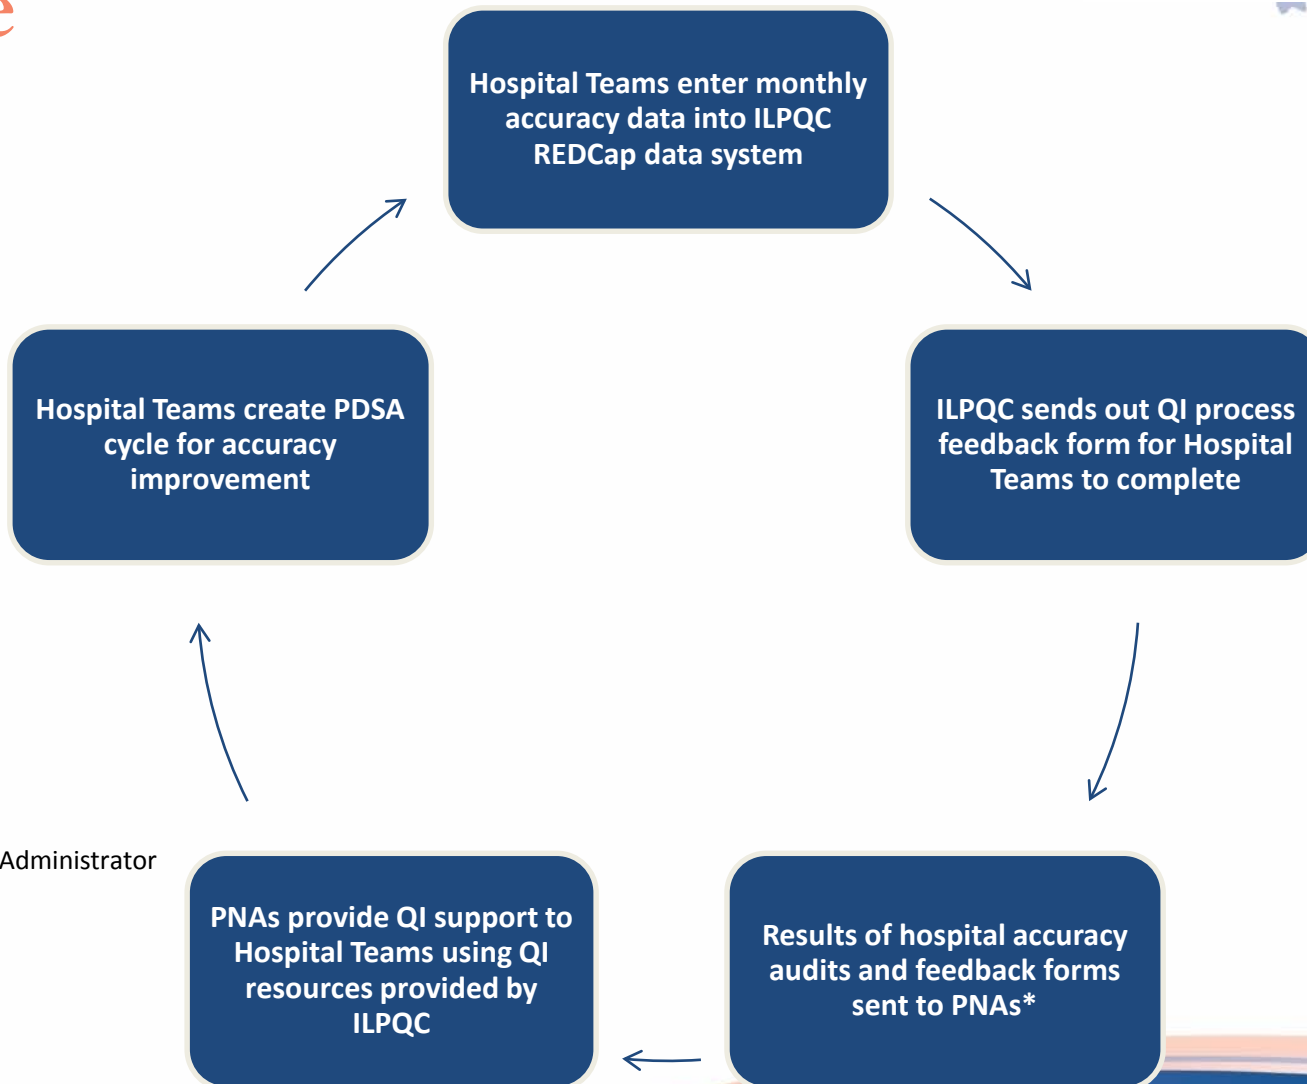 e
Hospital Teams enter monthly
accuracy data into ILPQC
REDCap data system
ILPQC sends out QI process
feedback form for Hospital
Teams to complete
Results of hospital accuracy
audits and feedback forms
sent to PNAs*
PNAs provide QI support to
Hospital Teams using QI
resources provided by
ILPQC
Hospital Teams create PDSA
cycle for accuracy
improvement
Administrator